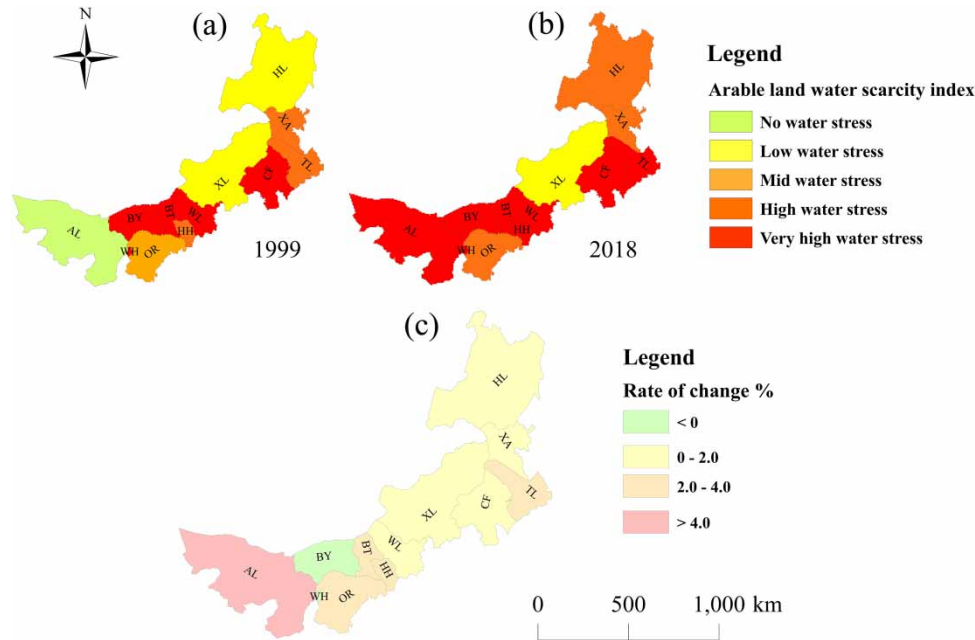 N
(a)
HL
XA
TL
CF
XL
WL
BT
BY
HH
AL
WH
OR
1999
(b)
HL
XA
TL
CF
XL
WL
BT
BY
HH
AL
WH
OR
2018
Legend
Arable land water scarcity index
No water stress
Low water stress
Mid water stress
High water stress
Very high water stress
(c)
HL
XA
TL
CF
XL
WL
BT
BY
HH
AL
WH
OR
Legend
Rate of change %
< 0
0 - 2.0
2.0 - 4.0
> 4.0
0 500 1,000 km